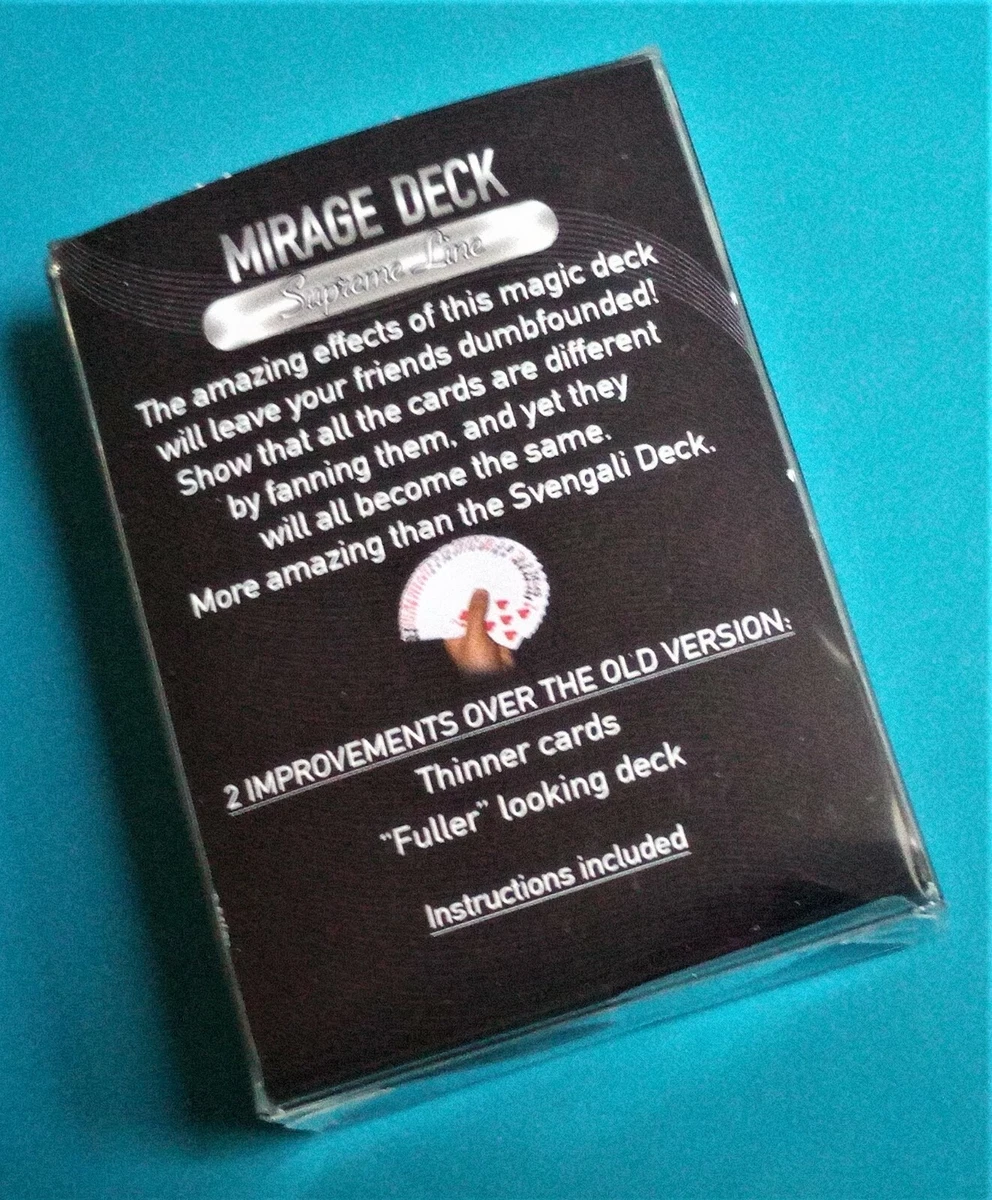 MIRAGE DECK
Supreme Line
The amazing effects of this magic deck
will leave your friends dumbfounded!
Show that all the cards are different
by fanning them, and yet they
will all become the same.
More amazing than the Svengali Deck.
2 IMPROVEMENTS OVER THE OLD VERSION:
Thinner cards
“Fuller” looking deck
Instructions included